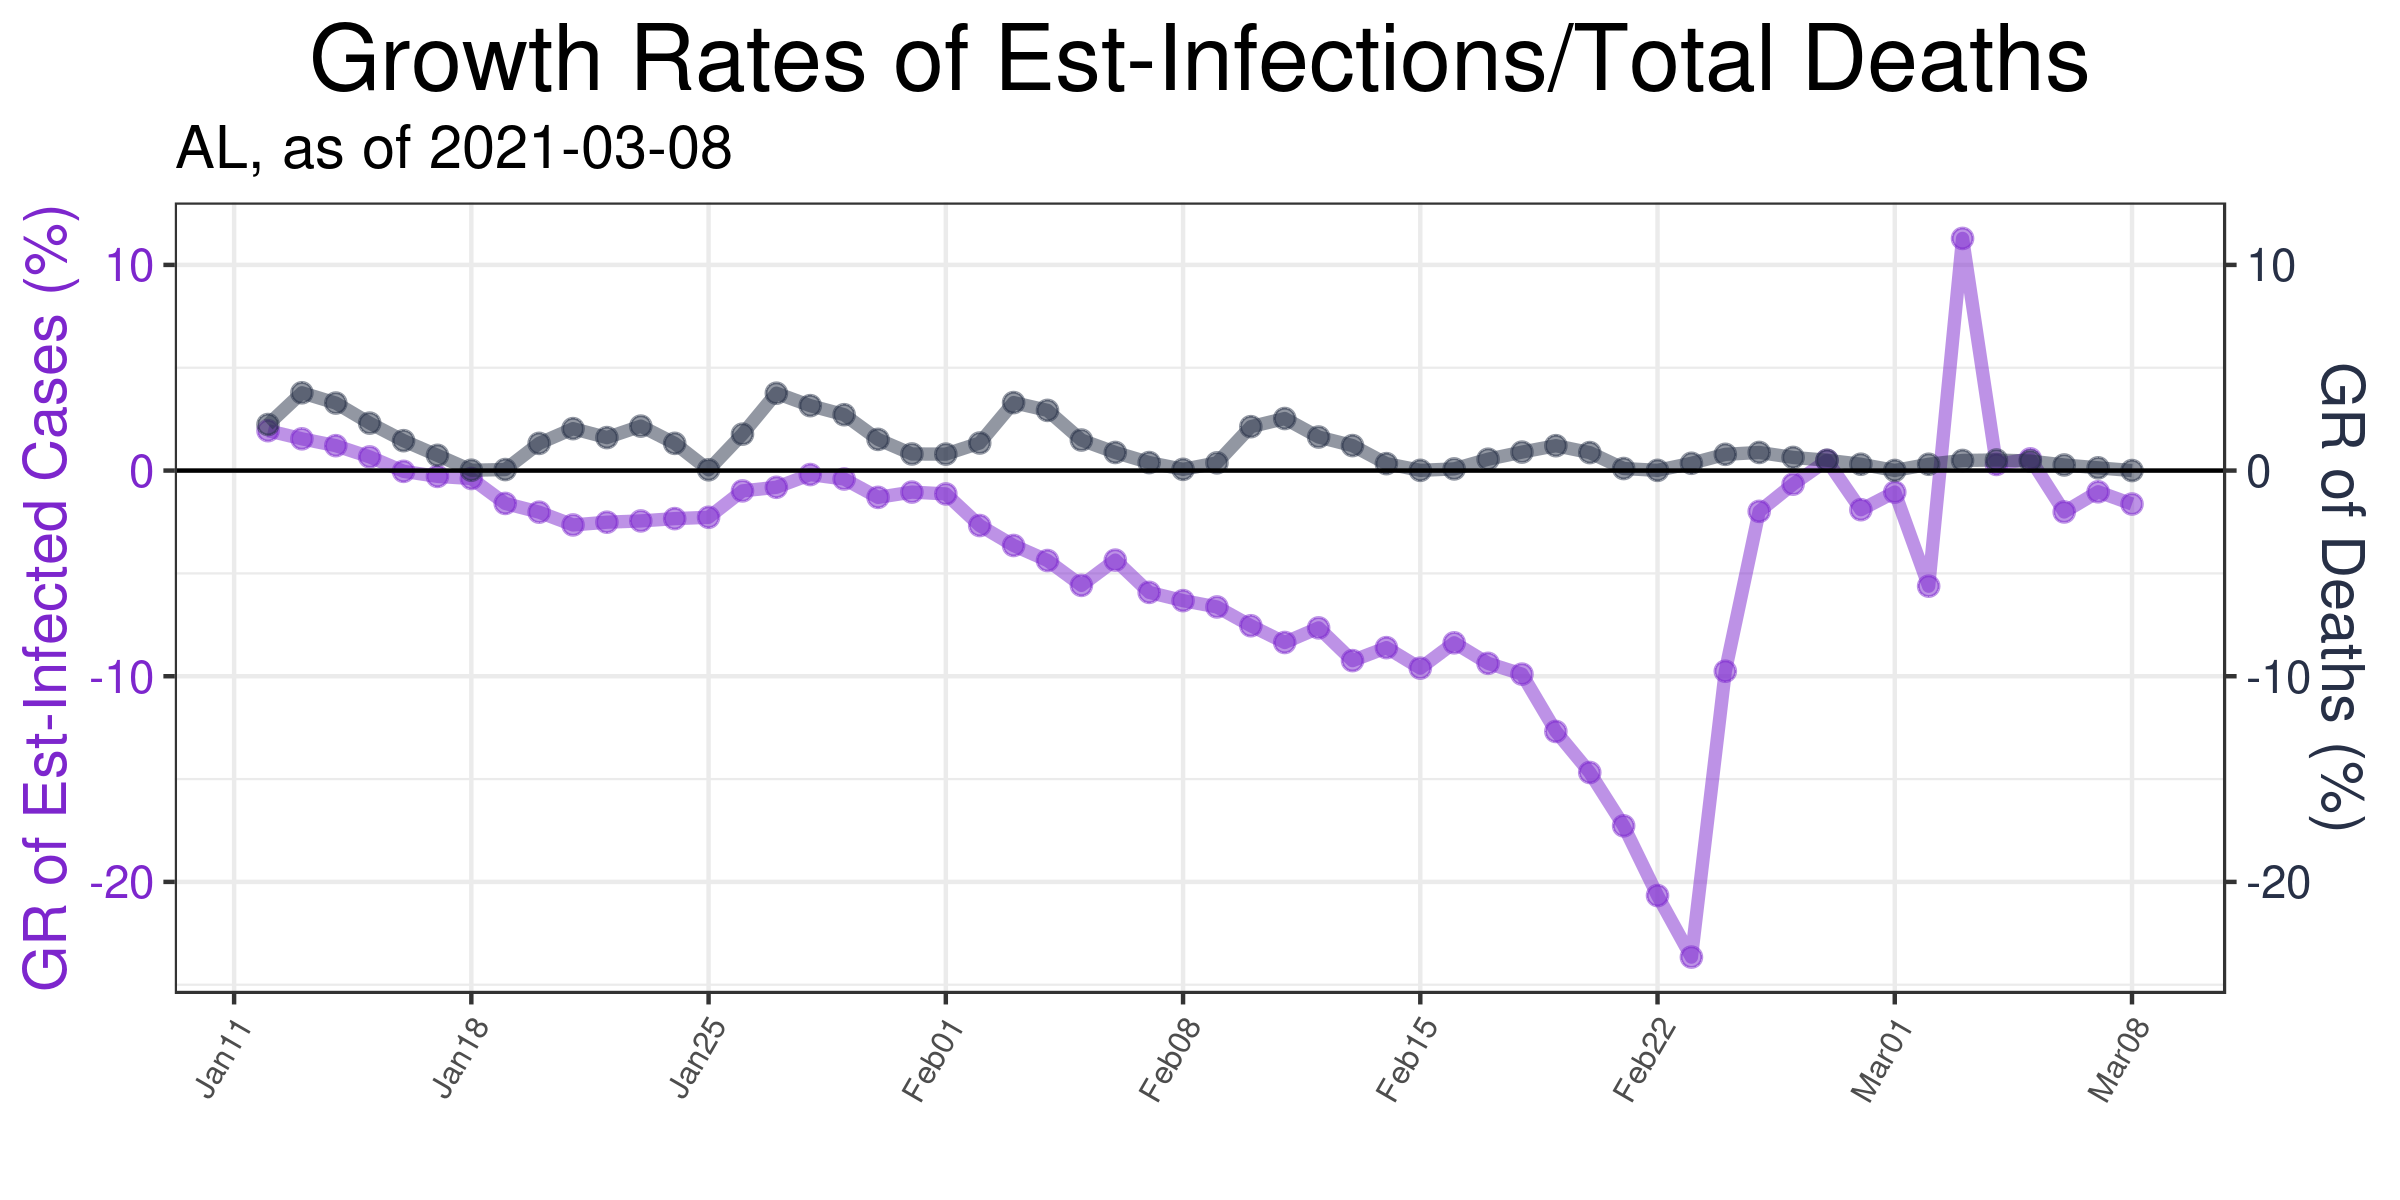 Growth Rates of Est-Infections/Total Deaths
AL, as of 2021-03-08
GR of Est-Infected Cases (%)
10
0
-10
-20
10
0
-10
-20
GR of Deaths (%)
Jan11
Jan18
Jan25
Feb01
Feb08
Feb15
Feb22
Mar01
Mar08